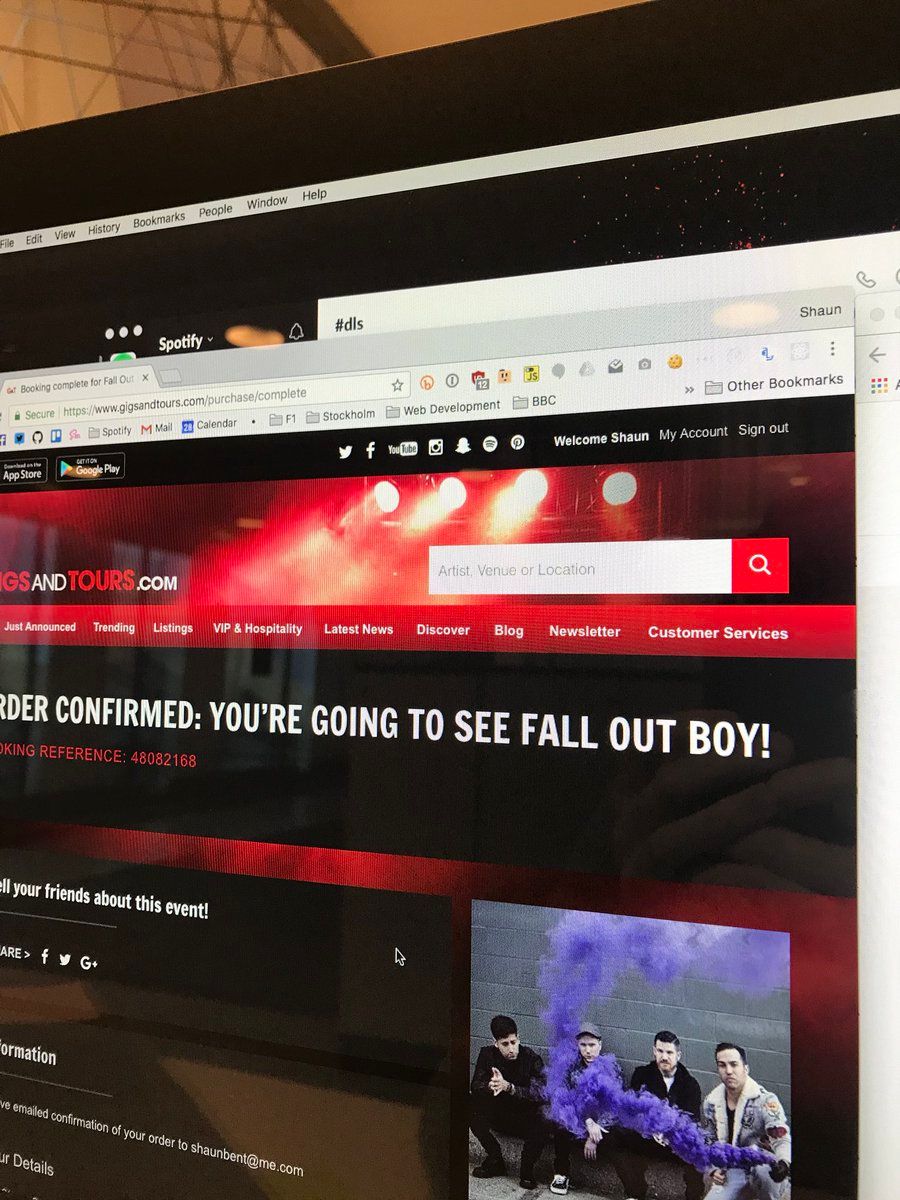 File Edit View History Bookmarks People Window Help
Spotify
#dls
Shaun
Booking complete for Fall Out
Secure https://www.gigsandtours.com/purchase/complete
12 JS
Spotify Mail 28 Calendar F1 Stockholm Web Development BBC » Other Bookmarks
Download on the App Store GET IT ON Google Play YouTube Welcome Shaun My Account Sign out
IGSANDTOURS.COM
Artist, Venue or Location
Just Announced Trending Listings VIP & Hospitality Latest News Discover Blog Newsletter Customer Services
RDER CONFIRMED: YOU'RE GOING TO SEE FALL OUT BOY!
OKING REFERENCE: 48082168
ell your friends about this event!
ARE > G+
formation
ve emailed confirmation of your order to shaunbent@me.com
ur Details